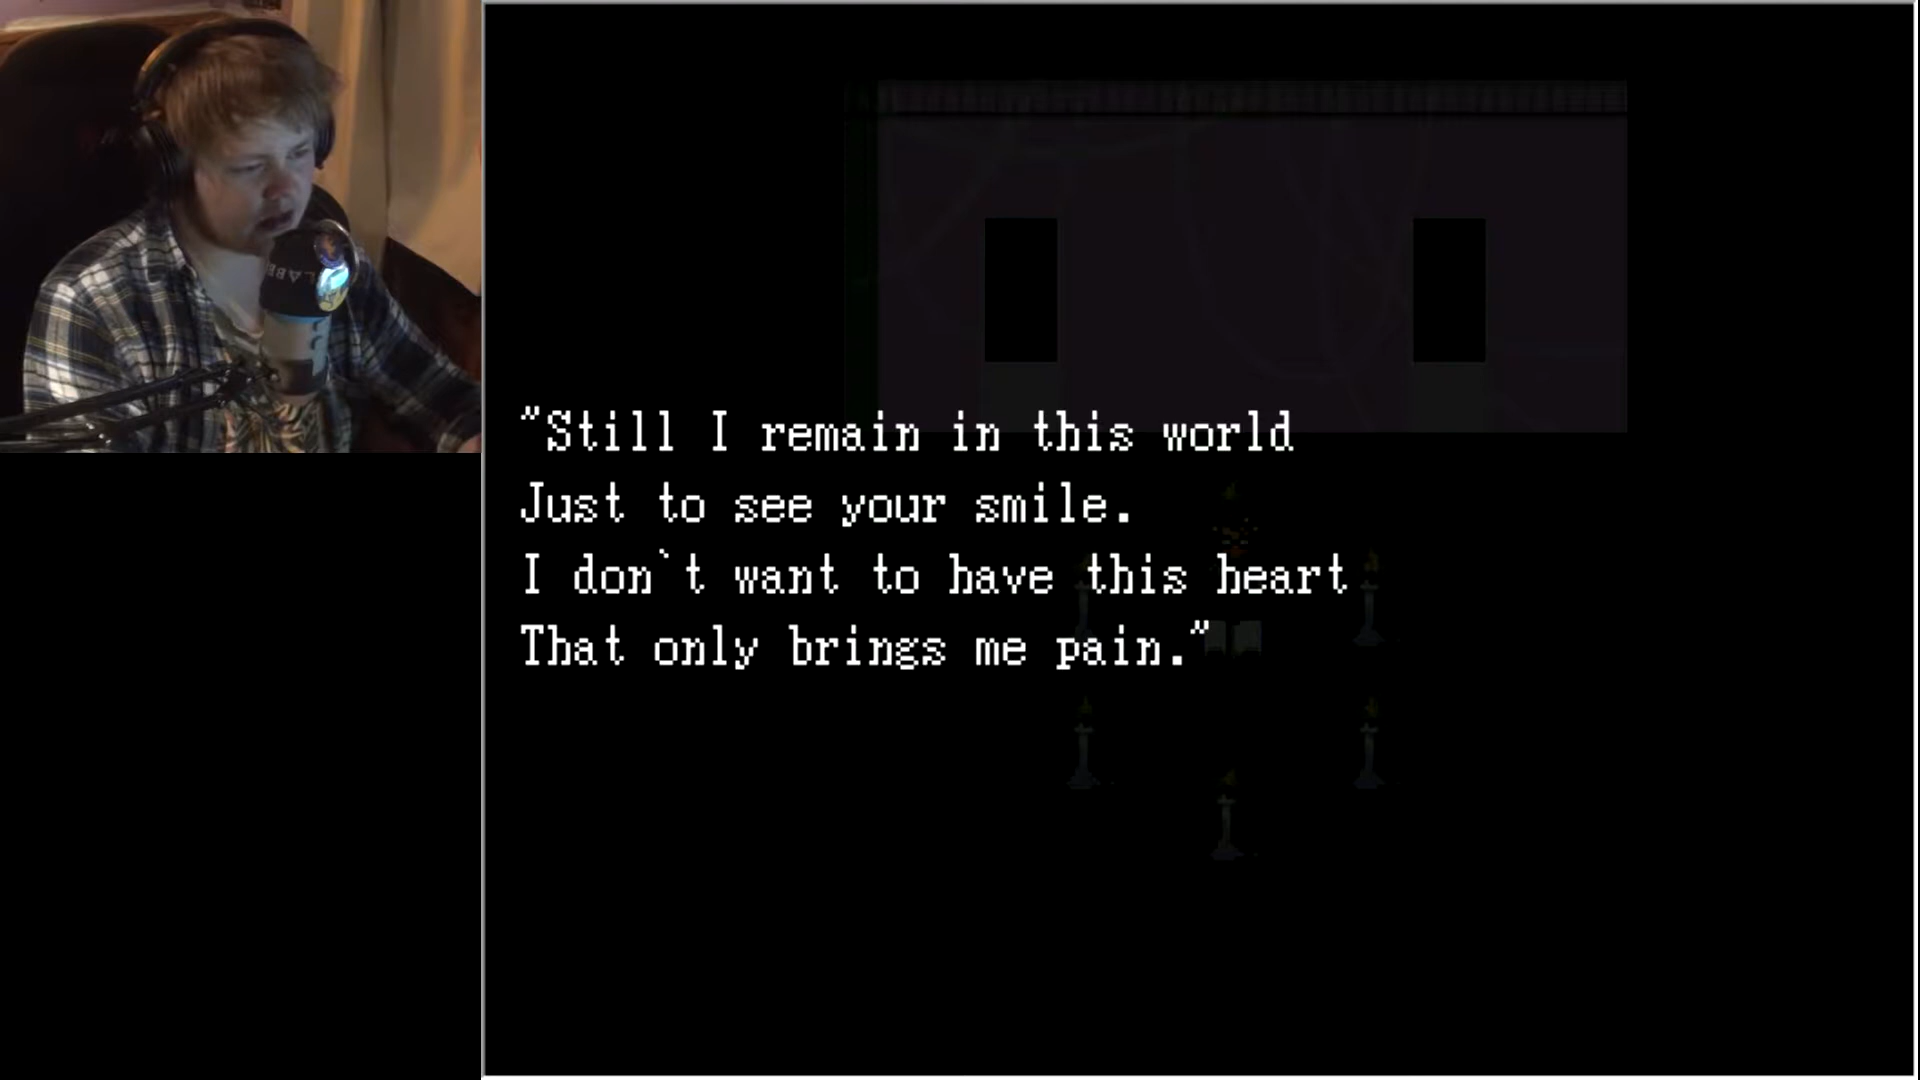 "Still I remain in this world
Just to see your smile.
I don`t want to have this heart
That only brings me pain."